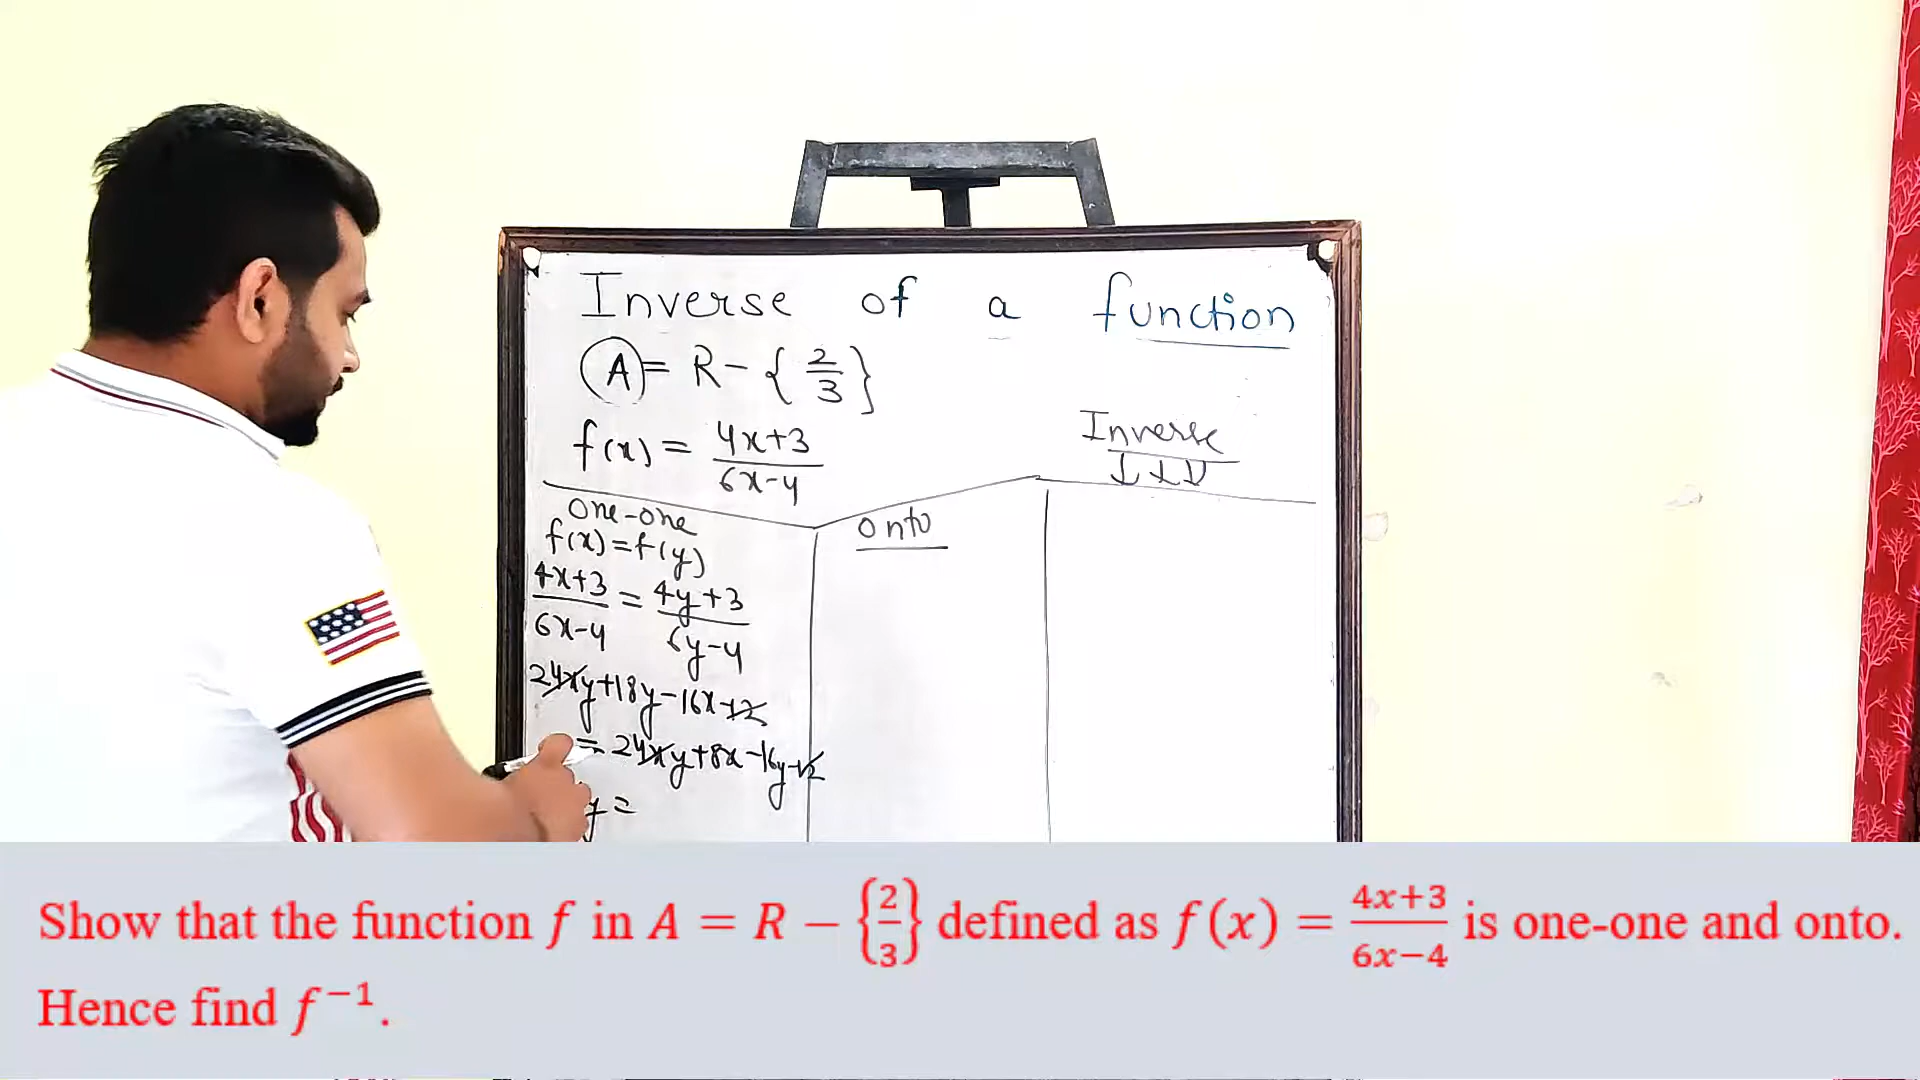 Inverse of a function
A = R - { 2/3 }
f(x) = 4x+3 / 6x-4
Inverse
one-one
f(x) = f(y)
4x+3 / 6x-4 = 4y+3 / 6y-4
24xy+18y-16x-12
= 24xy+8x-16y-12
y =
onto
Show that the function f in A = R − {2/3} defined as f(x) = 4x+3 / 6x−4 is one-one and onto.
Hence find f⁻¹.